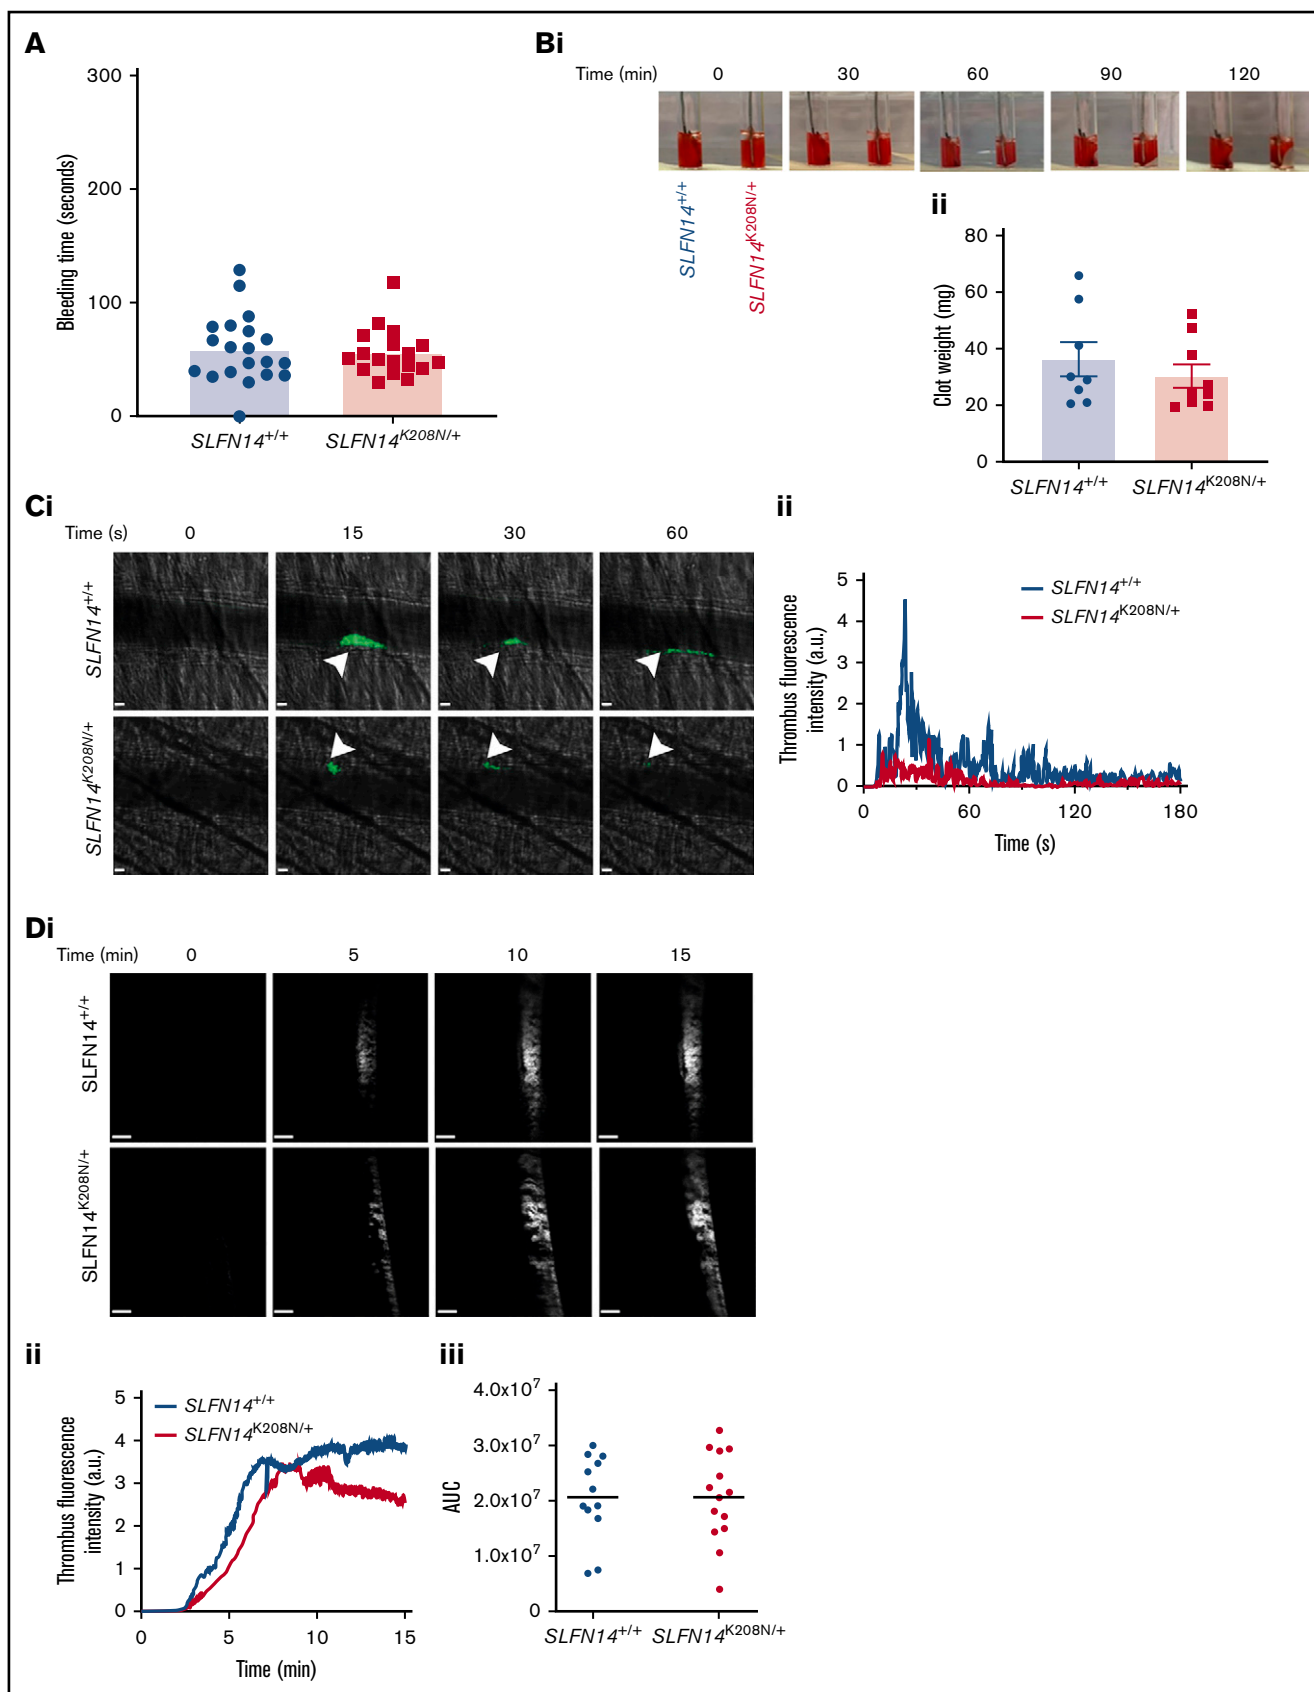 A
300
200
100
0
Bleeding time (seconds)
SLFN14+/+
SLFN14K208N/+
Bi
Time (min) 0 30 60 90 120
SLFN14+/+
SLFN14K208N/+
ii
80
60
40
20
0
Clot weight (mg)
SLFN14+/+
SLFN14K208N/+
Ci
Time (s) 0 15 30 60
SLFN14+/+
SLFN14K208N/+
ii
5
4
3
2
1
0
Thrombus fluorescence
intensity (a.u.)
SLFN14+/+
SLFN14K208N/+
0 60 120 180
Time (s)
Di
Time (min) 0 5 10 15
SLFN14+/+
SLFN14K208N/+
ii
5
4
3
2
1
0
Thrombus fluorescence
intensity (a.u.)
SLFN14+/+
SLFN14K208N/+
0 5 10 15
Time (min)
iii
4.0x10⁷
3.0x10⁷
2.0x10⁷
1.0x10⁷
0
AUC
SLFN14+/+
SLFN14K208N/+